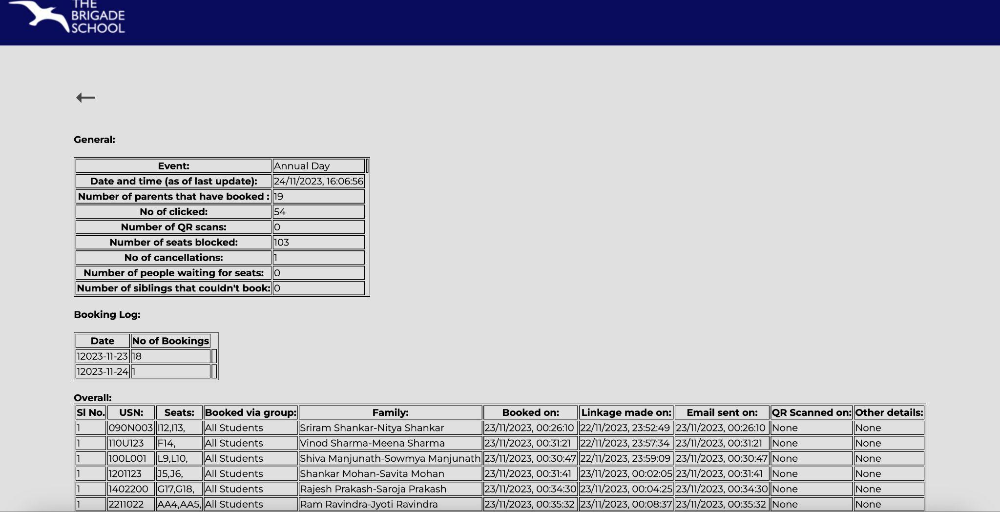 THE
BRIGADE
SCHOOL
General:
Event: Annual Day
Date and time (as of last update): 24/11/2023, 16:06:56
Number of parents that have booked : 19
No of clicked: 54
Number of QR scans: 0
Number of seats blocked: 103
No of cancellations: 1
Number of people waiting for seats: 0
Number of siblings that couldn't book: 0
Booking Log:
Date No of Bookings
12023-11-23 18
12023-11-24 1
Overall:
Sl No. USN: Seats: Booked via group: Family: Booked on: Linkage made on: Email sent on: QR Scanned on: Other details:
1 090N003 I12,I13, All Students Sriram Shankar-Nitya Shankar 23/11/2023, 00:26:10 22/11/2023, 23:52:49 23/11/2023, 00:26:10 None None
1 110U123 F14, All Students Vinod Sharma-Meena Sharma 23/11/2023, 00:31:21 22/11/2023, 23:57:34 23/11/2023, 00:31:21 None None
1 100L001 L9,L10, All Students Shiva Manjunath-Sowmya Manjunath 23/11/2023, 00:30:47 22/11/2023, 23:59:09 23/11/2023, 00:30:47 None None
1 1201123 J5,J6, All Students Shankar Mohan-Savita Mohan 23/11/2023, 00:31:41 23/11/2023, 00:02:05 23/11/2023, 00:31:41 None None
1 1402200 G17,G18, All Students Rajesh Prakash-Saroja Prakash 23/11/2023, 00:34:30 23/11/2023, 00:04:25 23/11/2023, 00:34:30 None None
1 2211022 AA4,AA5, All Students Ram Ravindra-Jyoti Ravindra 23/11/2023, 00:35:32 23/11/2023, 00:08:37 23/11/2023, 00:35:32 None None